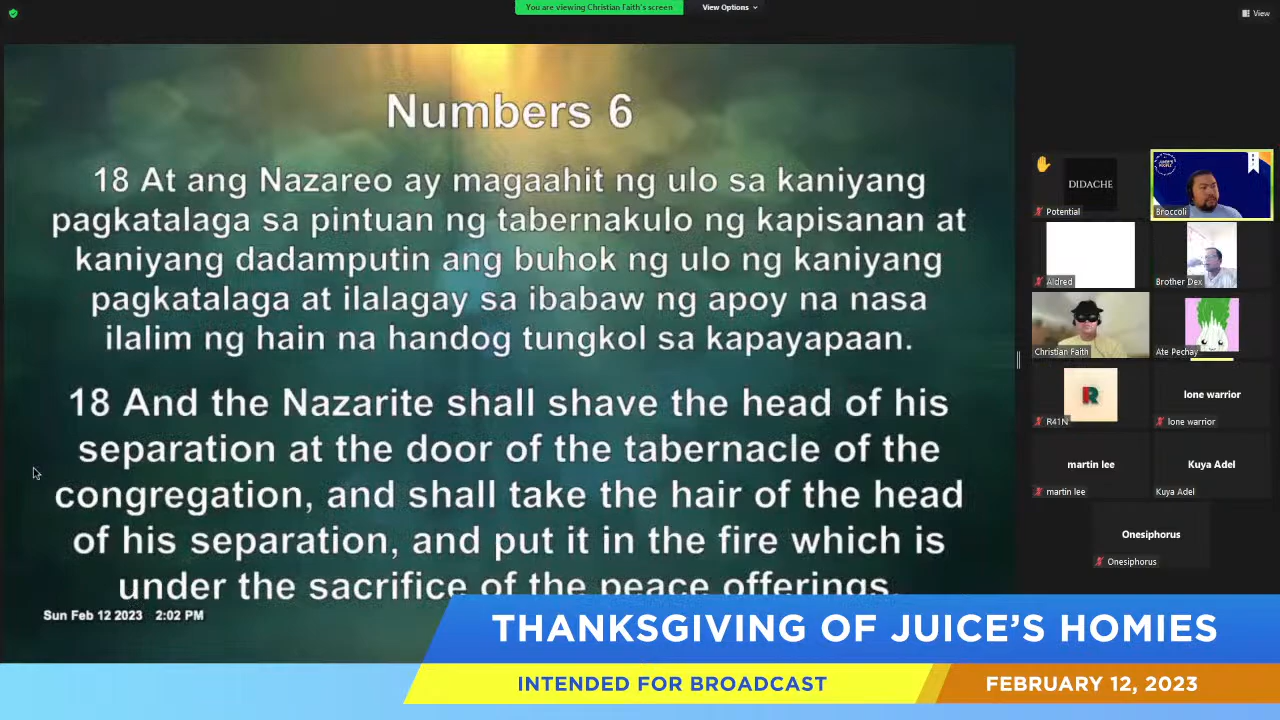 You are viewing Christian Faith's screen
View Options
View
Numbers 6
18 At ang Nazareo ay magaahit ng ulo sa kaniyang
pagkatalaga sa pintuan ng tabernakulo ng kapisanan at
kaniyang dadamputin ang buhok ng ulo ng kaniyang
pagkatalaga at ilalagay sa ibabaw ng apoy na nasa
ilalim ng hain na handog tungkol sa kapayapaan.
18 And the Nazarite shall shave the head of his
separation at the door of the tabernacle of the
congregation, and shall take the hair of the head
of his separation, and put it in the fire which is
under the sacrifice of the peace offerings.
Sun Feb 12 2023 2:02 PM
DIDACHE
Potential
Broccoli
Aldred
Brother Dex
Christian Faith
Ate Pechay
R
R41N
lone warrior
lone warrior
martin lee
martin lee
Kuya Adel
Kuya Adel
Onesiphorus
Onesiphorus
THANKSGIVING OF JUICE’S HOMIES
INTENDED FOR BROADCAST
FEBRUARY 12, 2023